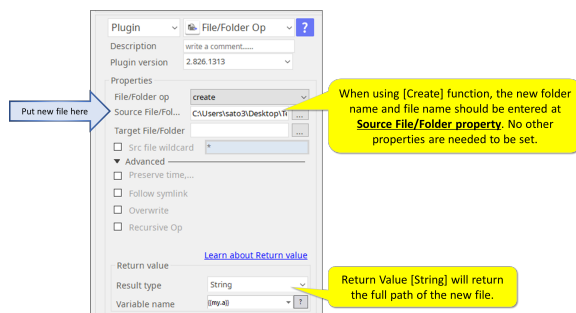 Plugin
File/Folder Op
?
Description
write a comment......
Plugin version
2.826.1313
Properties
File/Folder op
create
Put new file here
Source File/Fol...
C:\Users\sato3\Desktop\Te
...
Target File/Folder
...
Src file wildcard
*
Advanced
Preserve time,...
Follow symlink
Overwrite
Recursive Op
When using [Create] function, the new folder
name and file name should be entered at
Source File/Folder property. No other
properties are needed to be set.
Learn about Return value
Return value
Result type
String
Variable name
{{my.a}}
?
Return Value [String] will return
the full path of the new file.